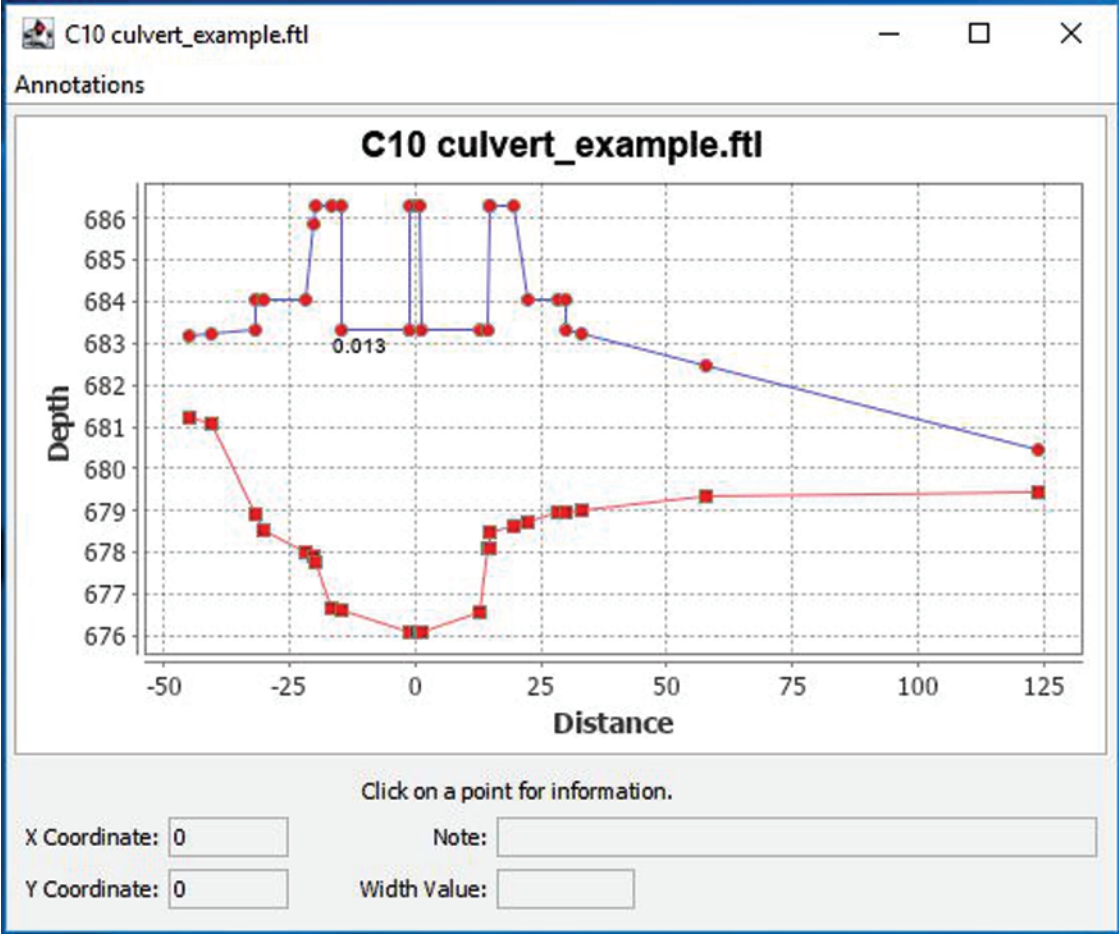 C10 culvert_example.ftl
Annotations
C10 culvert_example.ftl
686
685
684
683
682
681
680
679
678
677
676
Depth
0.013
-50 -25 0 25 50 75 100 125
Distance
Click on a point for information.
X Coordinate: 0 Note:
Y Coordinate: 0 Width Value: